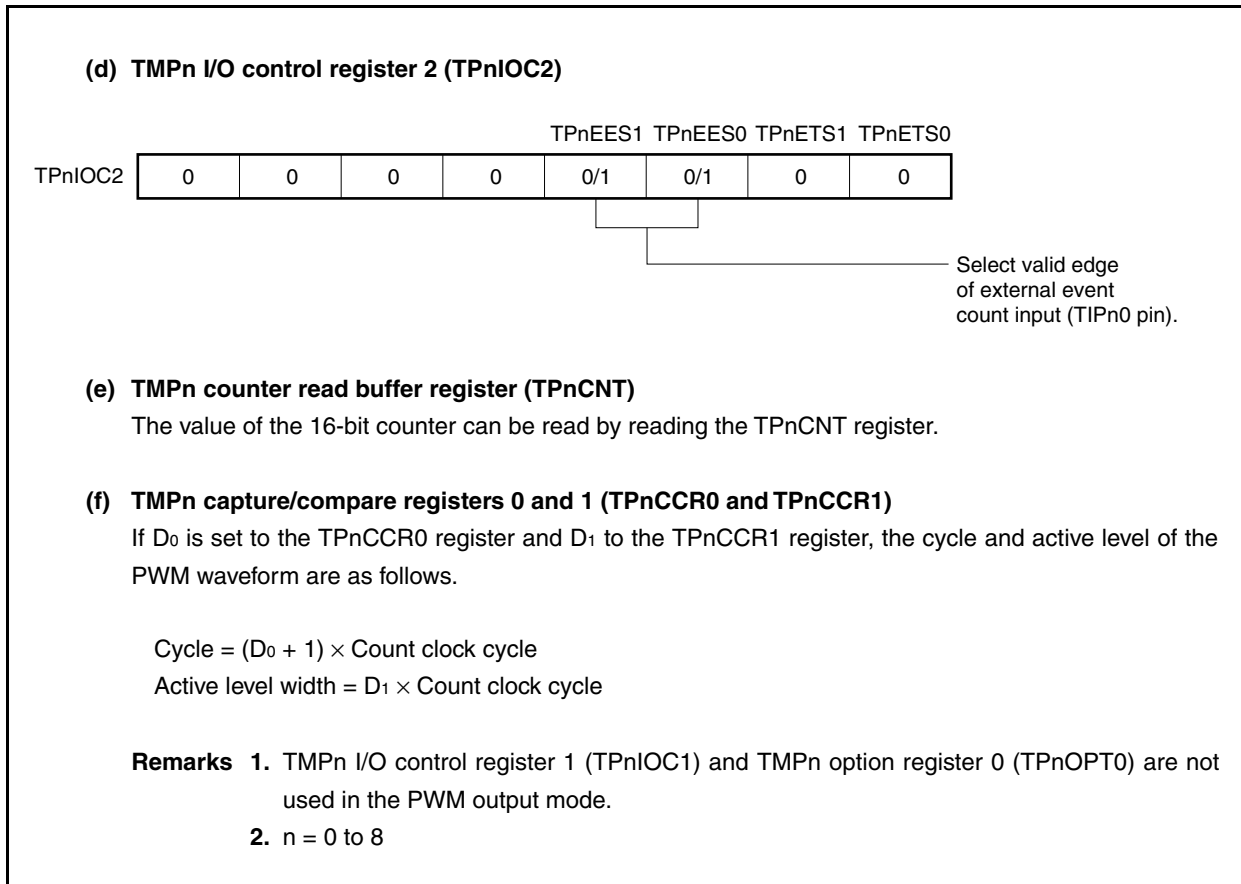 (d) TMPn I/O control register 2 (TPnIOC2)
TPnEES1 TPnEES0 TPnETS1 TPnETS0
TPnIOC2 0 0 0 0 0/1 0/1 0 0
Select valid edge
of external event
count input (TIPn0 pin).
(e) TMPn counter read buffer register (TPnCNT)
The value of the 16-bit counter can be read by reading the TPnCNT register.
(f) TMPn capture/compare registers 0 and 1 (TPnCCR0 and TPnCCR1)
If D0 is set to the TPnCCR0 register and D1 to the TPnCCR1 register, the cycle and active level of the
PWM waveform are as follows.
Cycle = (D0 + 1) × Count clock cycle
Active level width = D1 × Count clock cycle
Remarks 1. TMPn I/O control register 1 (TPnIOC1) and TMPn option register 0 (TPnOPT0) are not
used in the PWM output mode.
2. n = 0 to 8